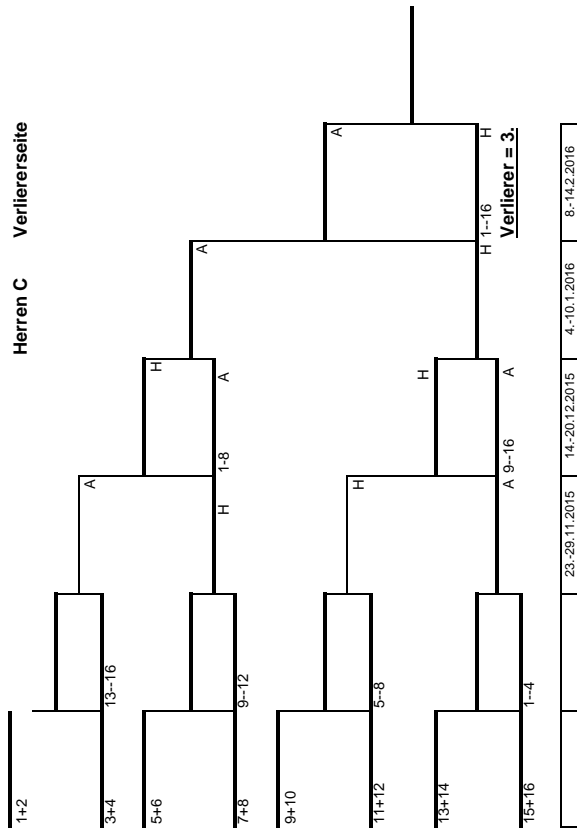 Herren C Verliererseite
1+2
3+4
5+6
7+8
9+10
11+12
13+14
15+16
13--16
9--12
5--8
1--4
A
H
H
A
1-8
A 9--16
H
A
H
A
A
H 1--16
H
Verlierer = 3.
23.-29.11.2015
14.-20.12.2015
4.-10.1.2016
8.-14.2.2016